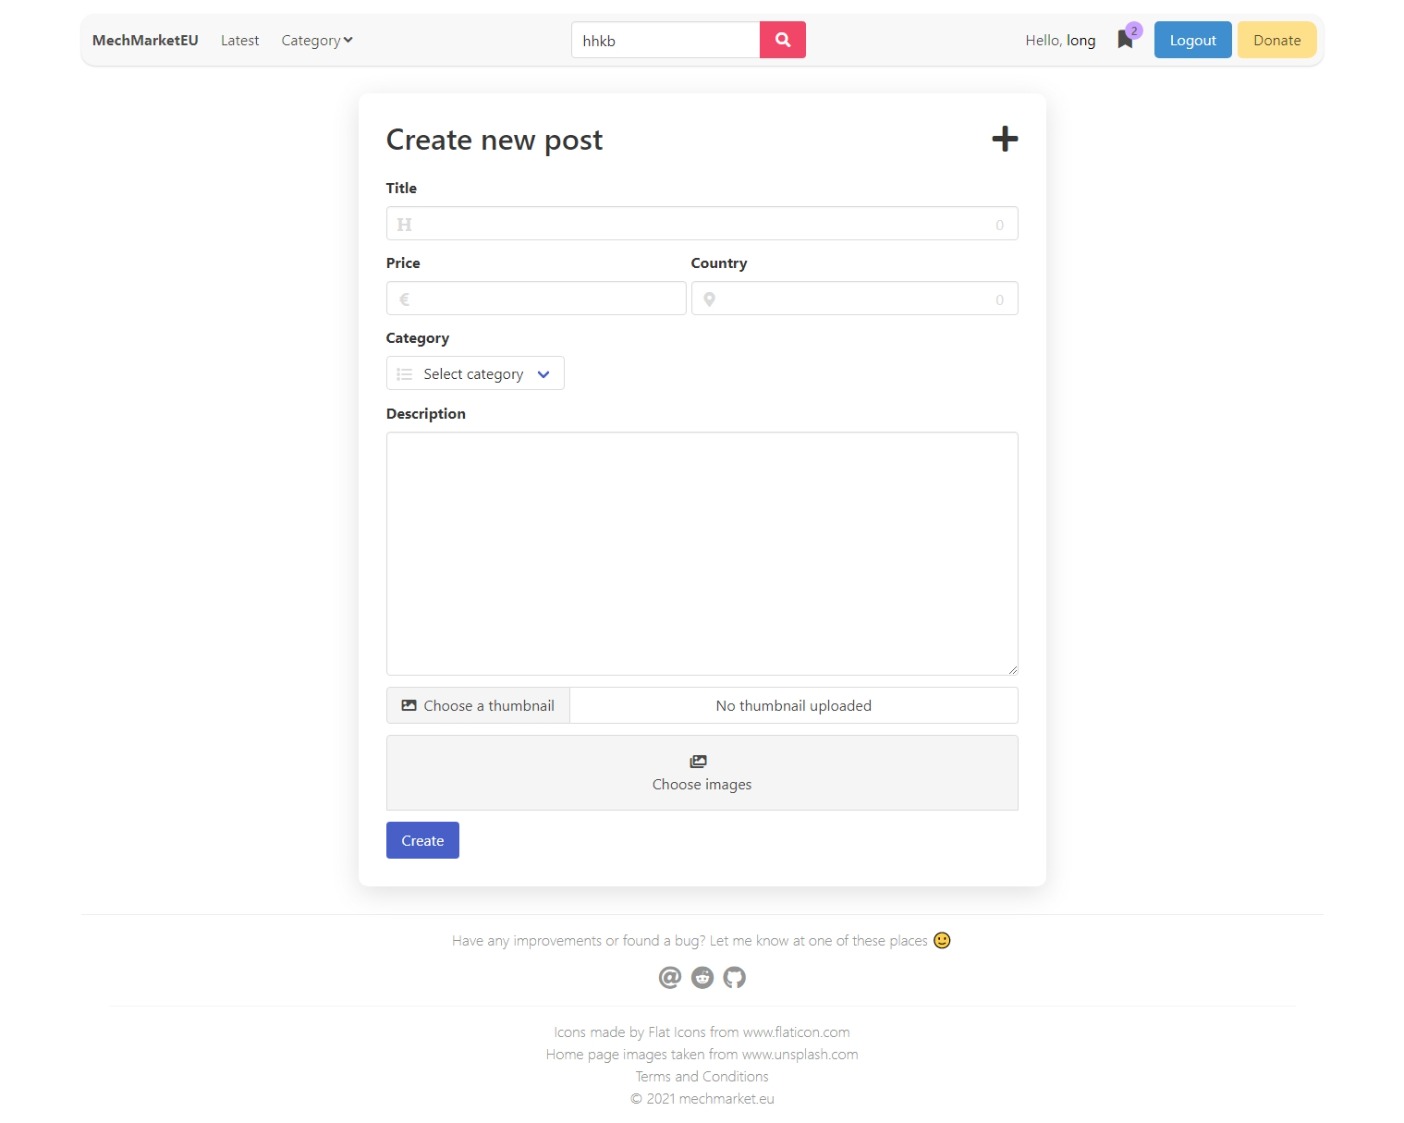 MechMarketEU Latest Category hhkb Hello, long 2 Logout Donate
Create new post
Title
H 0
Price Country
€ 0
Category
Select category
Description
Choose a thumbnail No thumbnail uploaded
Choose images
Create
Have any improvements or found a bug? Let me know at one of these places
Icons made by Flat Icons from www.flaticon.com
Home page images taken from www.unsplash.com
Terms and Conditions
© 2021 mechmarket.eu